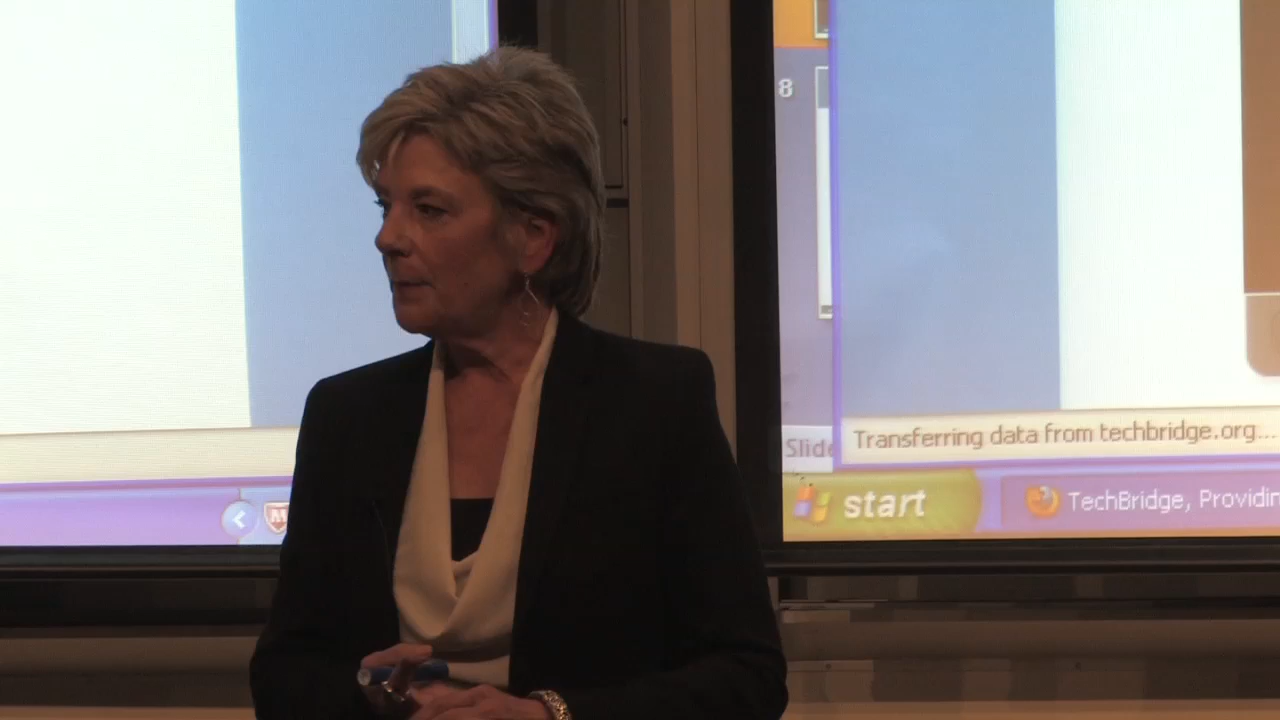 8
Slide
Transferring data from techbridge.org...
start
TechBridge, Providin
M